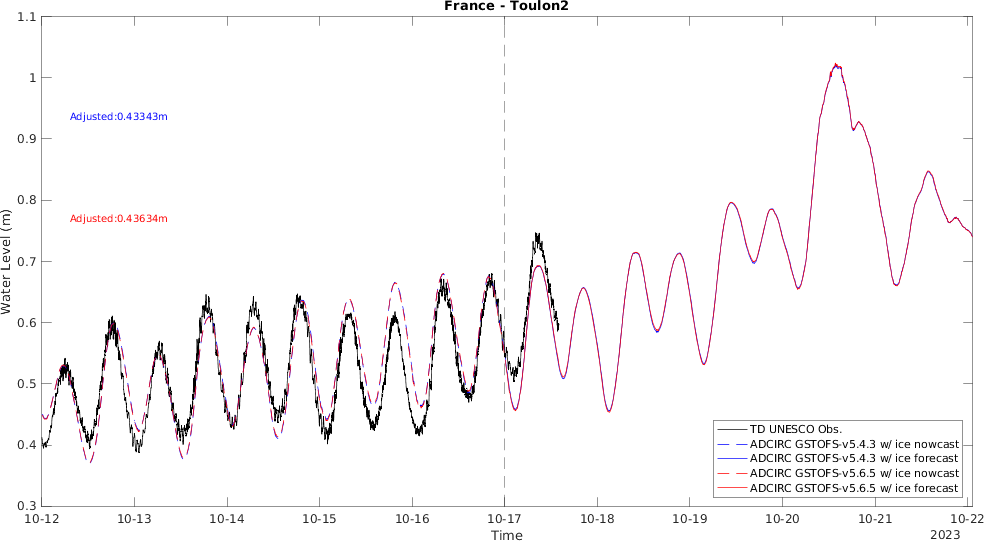 France - Toulon2
1.1
1
0.9
0.8
0.7
0.6
0.5
0.4
0.3
Water Level (m)
Adjusted:0.43343m
Adjusted:0.43634m
TD UNESCO Obs.
ADCIRC GSTOFS-v5.4.3 w/ ice nowcast
ADCIRC GSTOFS-v5.4.3 w/ ice forecast
ADCIRC GSTOFS-v5.6.5 w/ ice nowcast
ADCIRC GSTOFS-v5.6.5 w/ ice forecast
10-12 10-13 10-14 10-15 10-16 10-17 10-18 10-19 10-20 10-21 10-22
Time
2023